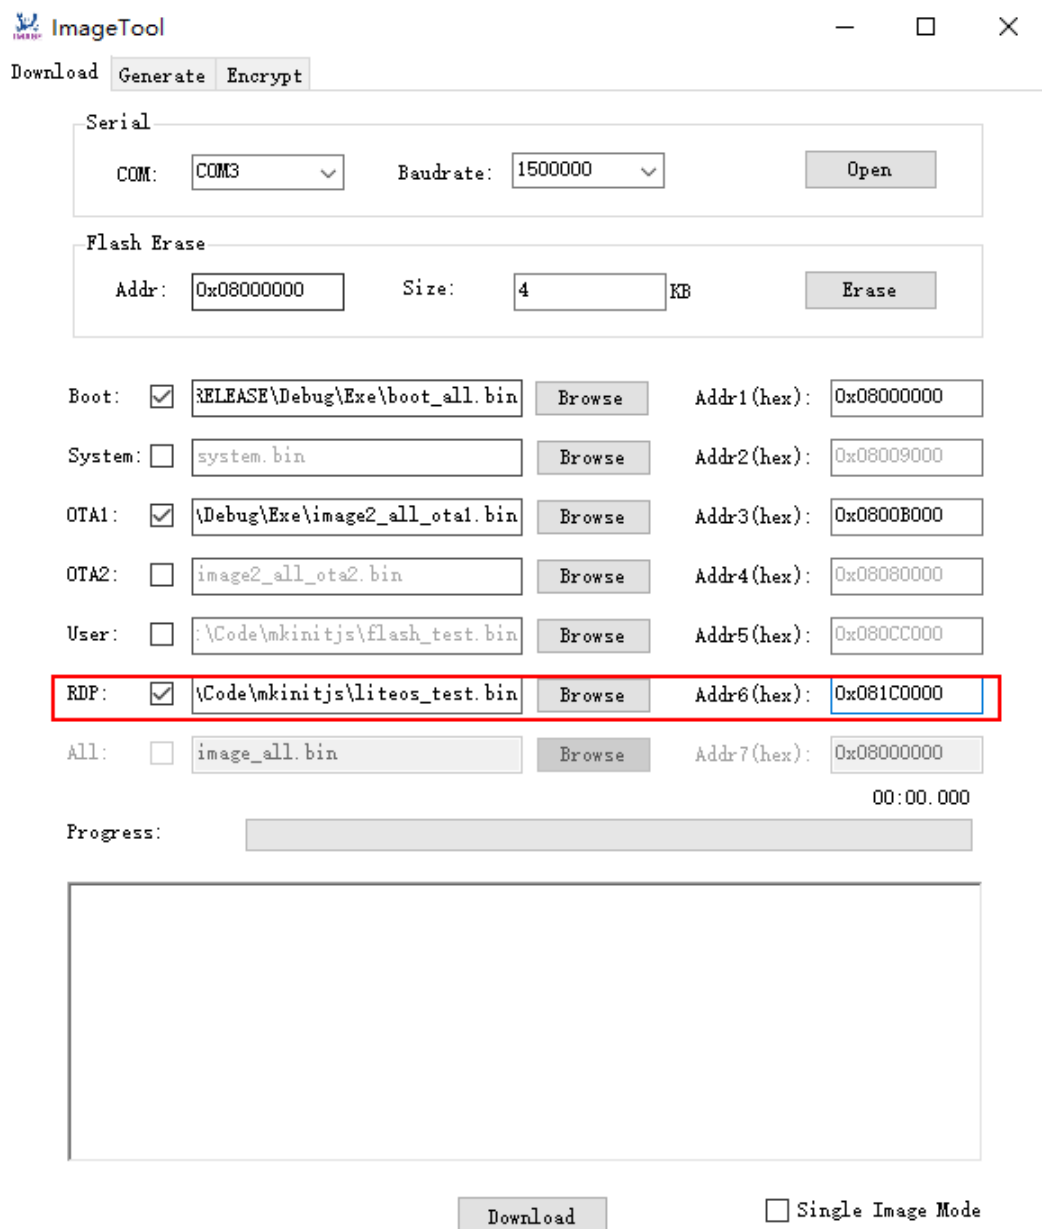 ImageTool
Download Generate Encrypt
Serial
COM: COM3 Baudrate: 1500000 Open
Flash Erase
Addr: 0x08000000 Size: 4 KB Erase
Boot: RELEASE\Debug\Exe\boot_all.bin Browse Addr1(hex): 0x08000000
System: system.bin Browse Addr2(hex): 0x08009000
OTA1: \Debug\Exe\image2_all_ota1.bin Browse Addr3(hex): 0x0800B000
OTA2: image2_all_ota2.bin Browse Addr4(hex): 0x08080000
User: :\Code\mkinitjs\flash_test.bin Browse Addr5(hex): 0x080CC000
RDP: \Code\mkinitjs\liteos_test.bin Browse Addr6(hex): 0x081C0000
All: image_all.bin Browse Addr7(hex): 0x08000000
00:00.000
Progress:
Download Single Image Mode